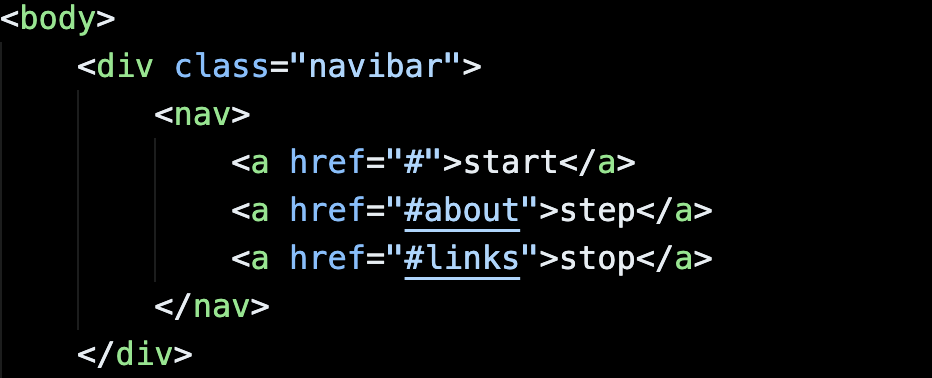 <body>
<div class="navibar">
<nav>
<a href="#">start</a>
<a href="#about">step</a>
<a href="#links">stop</a>
</nav>
</div>